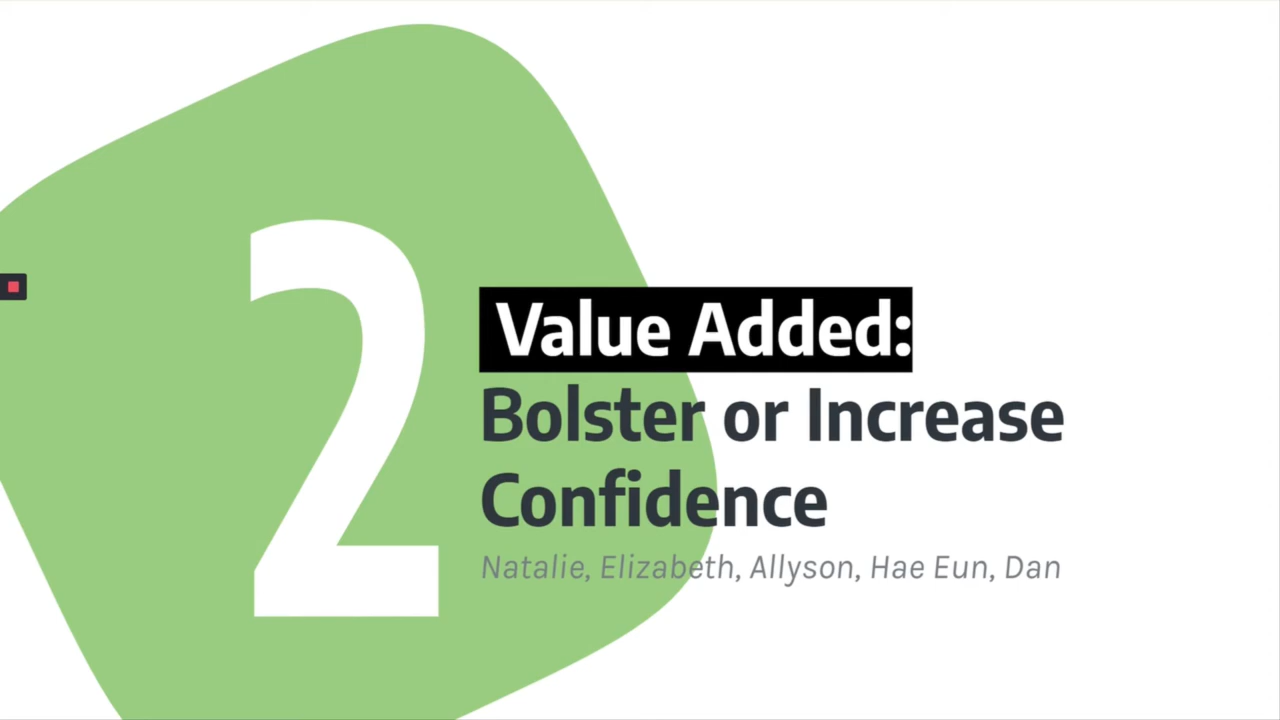 2
Value Added:
Bolster or Increase
Confidence
Natalie, Elizabeth, Allyson, Hae Eun, Dan